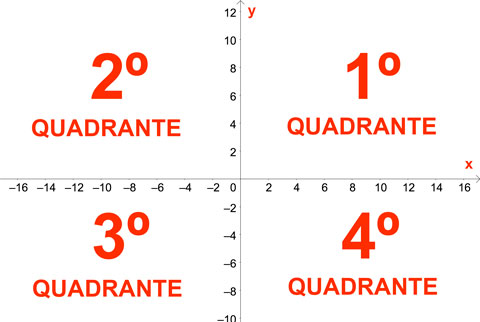 y
12
10
8
6
4
2
2º
QUADRANTE
1º
QUADRANTE
x
–16 –14 –12 –10 –8 –6 –4 –2 0 2 4 6 8 10 12 14 16
–2
–4
–6
–8
–10
3º
QUADRANTE
4º
QUADRANTE